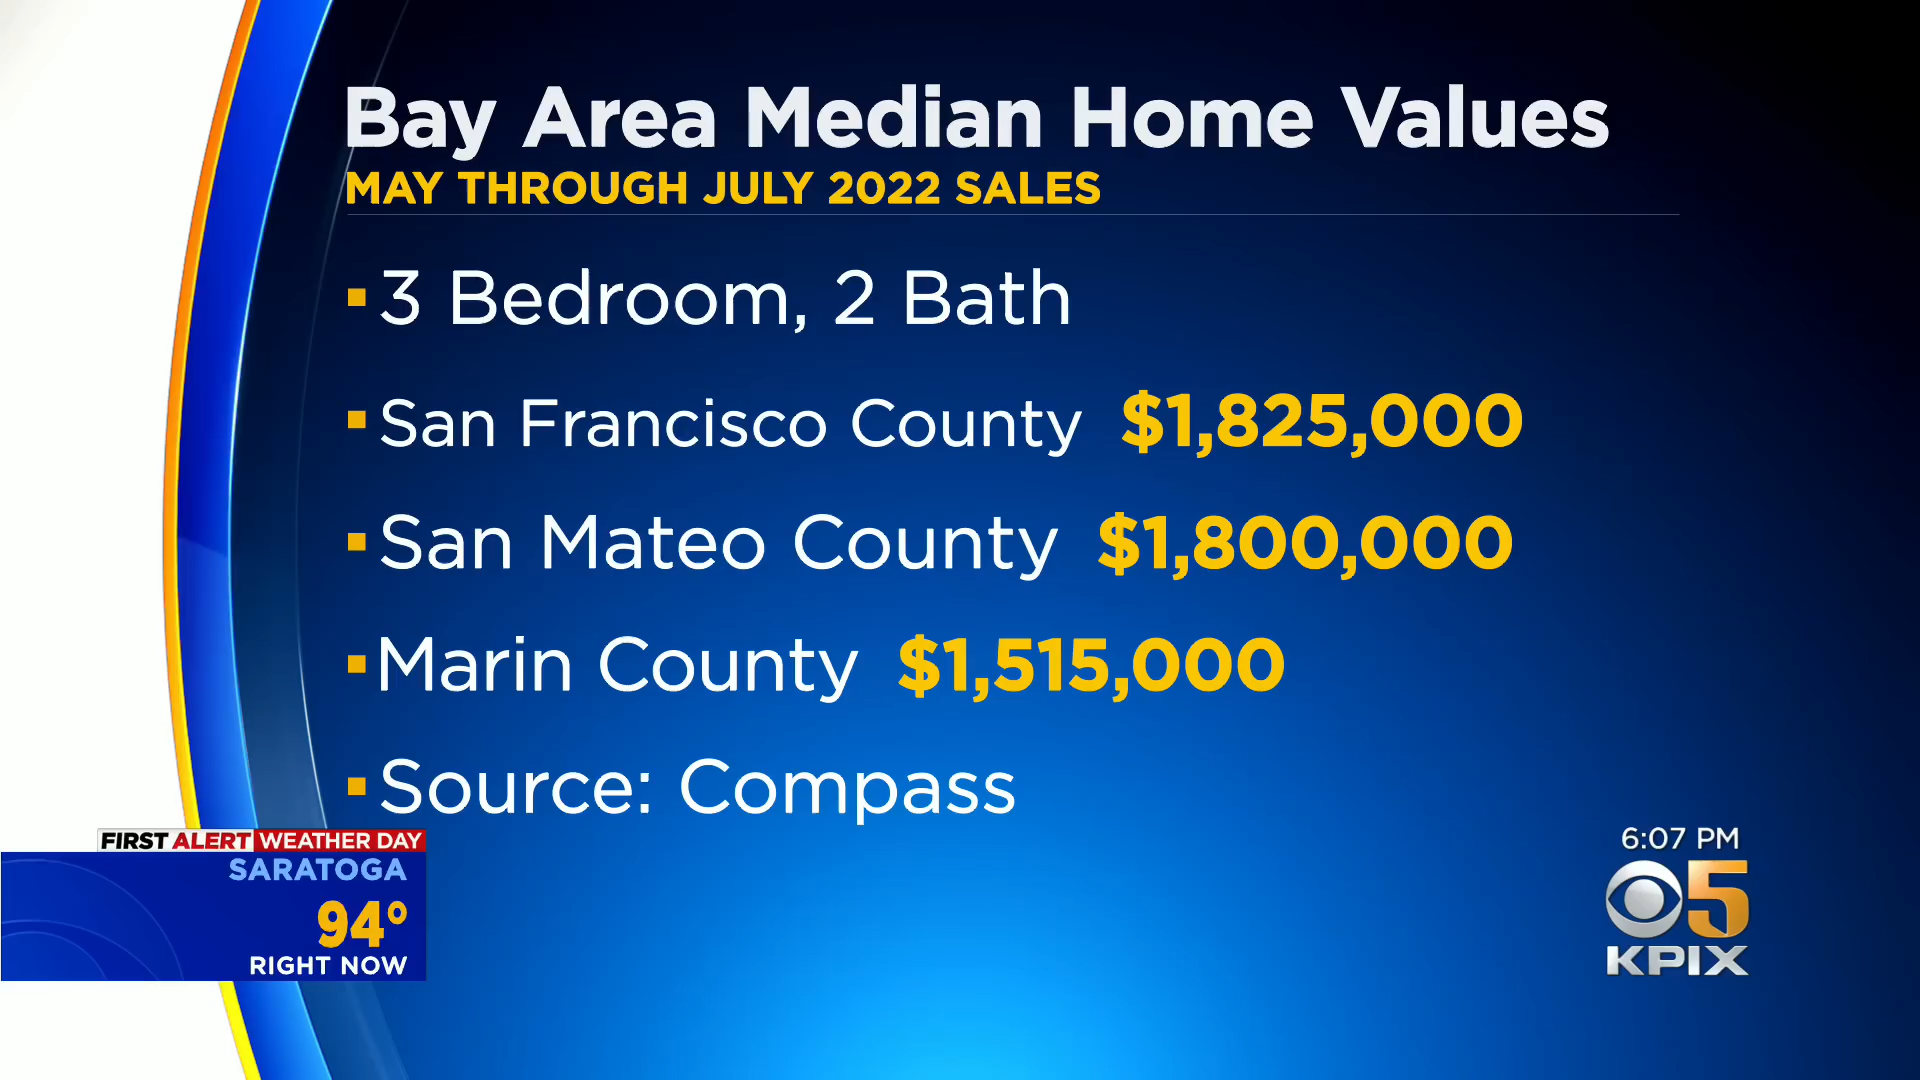 Bay Area Median Home Values
MAY THROUGH JULY 2022 SALES
3 Bedroom, 2 Bath
San Francisco County $1,825,000
San Mateo County $1,800,000
Marin County $1,515,000
Source: Compass
FIRST ALERT WEATHER DAY
SARATOGA
94°
RIGHT NOW
6:07 PM
5
KPIX